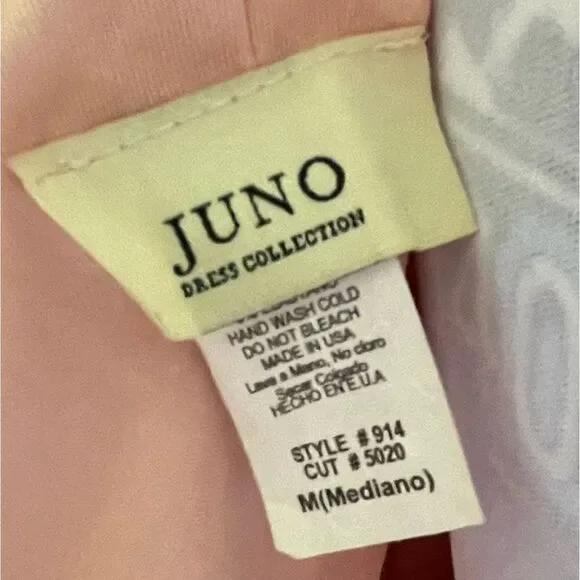 JUNO
DRESS COLLECTION
HAND WASH COLD
DO NOT BLEACH
MADE IN USA
Lave a Mano, No cloro
Secar Colgado
HECHO EN E.U.A
STYLE # 914
CUT # 5020
M(Mediano)